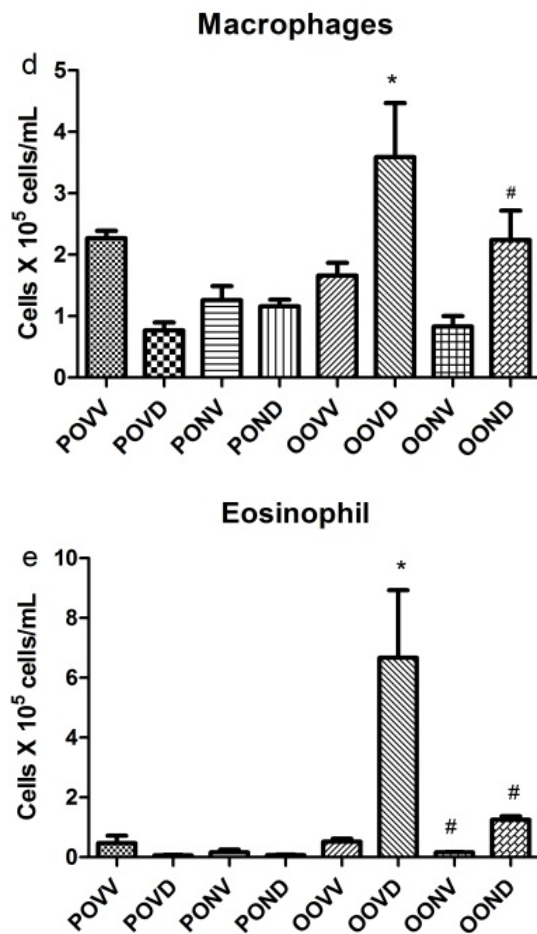 Macrophages
d
Cells X 10⁵ cells/mL
5
4
3
2
1
0
*
#
POVV POVD PONV POND OOVV OOVD OONV OOND
Eosinophil
e
Cells X 10⁵ cells/mL
10
8
6
4
2
0
*
# #
POVV POVD PONV POND OOVV OOVD OONV OOND